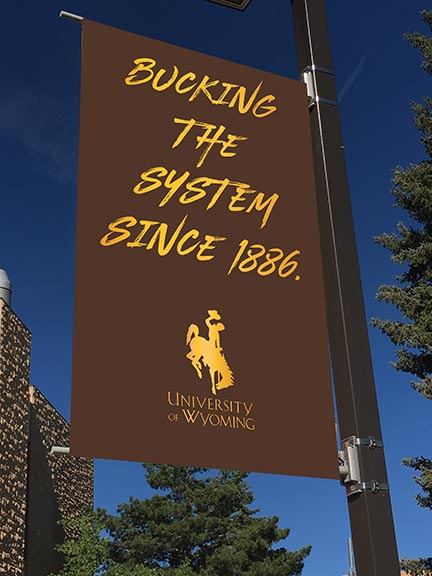 BUCKING
THE
SYSTEM
SINCE 1886.
UNIVERSITY
OF WYOMING